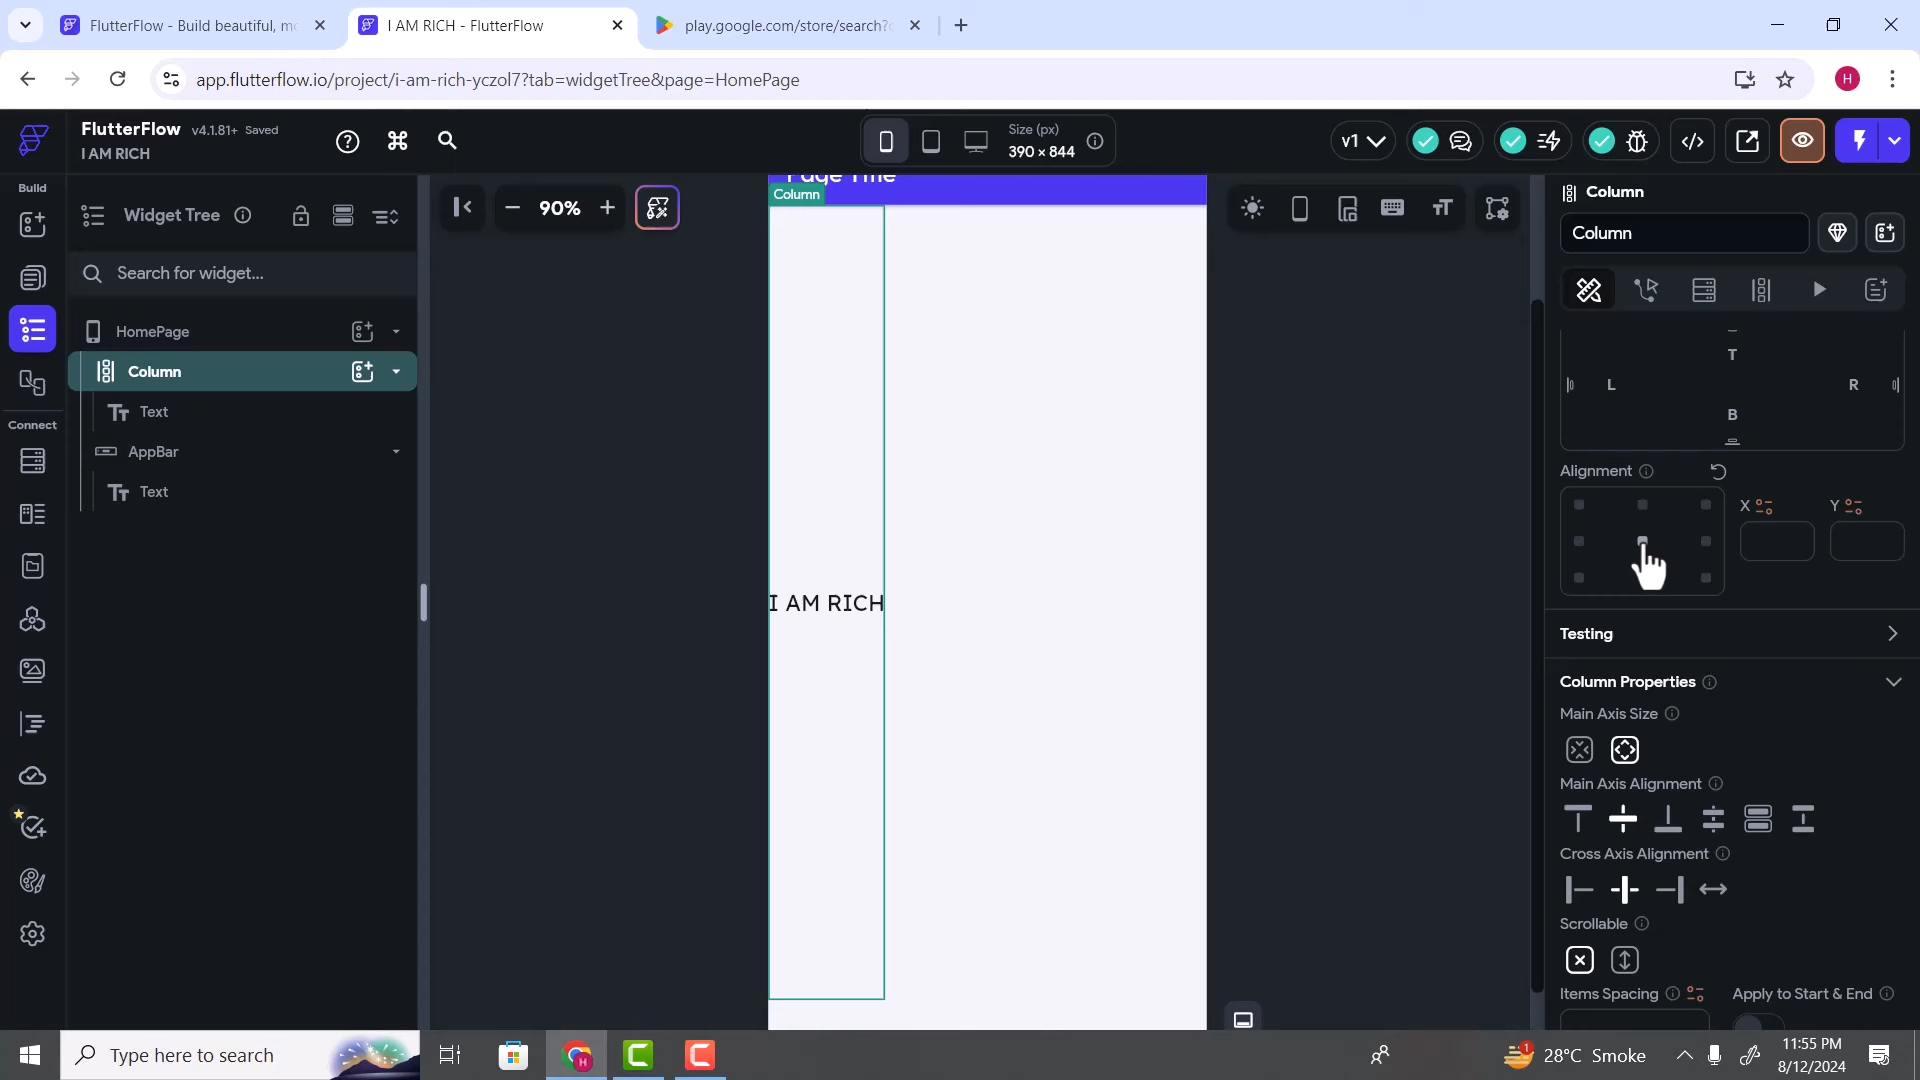 FlutterFlow - Build beautiful, mo
I AM RICH - FlutterFlow
play.google.com/store/search?
app.flutterflow.io/project/i-am-rich-yczol7?tab=widgetTree&page=HomePage
H
FlutterFlow v4.1.81+ Saved
I AM RICH
Size (px)
390 × 844
v1
Build
Widget Tree
90%
Page Title
Column
Column
Column
Search for widget...
HomePage
Column
Text
AppBar
Text
Connect
T
L
R
B
Alignment
X
Y
I AM RICH
Testing
Column Properties
Main Axis Size
Main Axis Alignment
Cross Axis Alignment
Scrollable
Items Spacing
Apply to Start & End
Type here to search
H
1
28°C Smoke
11:55 PM
8/12/2024